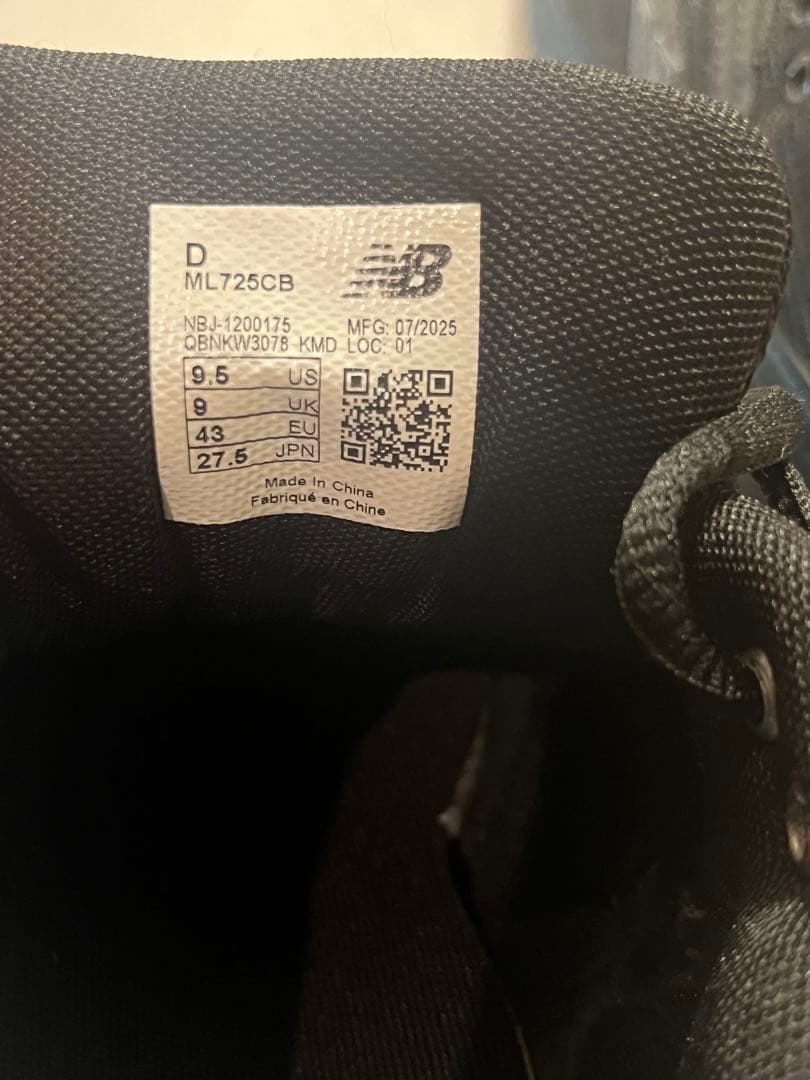 D
ML725CB
NB
NBJ-1200175 MFG: 07/2025
QBNKW3078 KMD LOC: 01
9.5 US
9 UK
43 EU
27.5 JPN
Made In China
Fabriqué en Chine